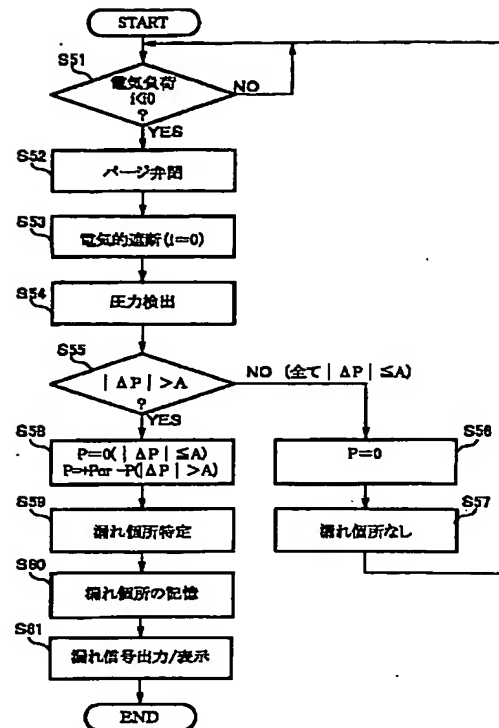 START
S51
電気負荷
i≦i0
?
NO
YES
S52
パージ弁閉
S53
電気的遮断(i=0)
S54
圧力検出
S55
|ΔP|>A
?
NO (全て|ΔP|≦A)
YES
S58
P=0(|ΔP|≦A)
P=+Por−P(|ΔP|>A)
S56
P=0
S59
漏れ個所特定
S57
漏れ個所なし
S60
漏れ個所の記憶
S61
漏れ信号出力/表示
END